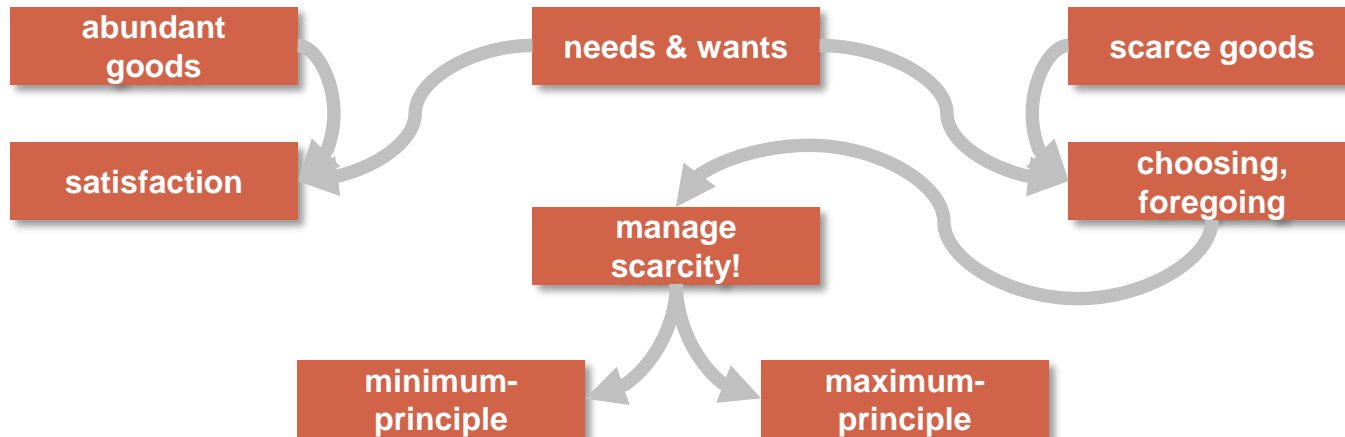 abundant
goods
needs & wants
scarce goods
satisfaction
choosing,
foregoing
manage
scarcity!
minimum-
principle
maximum-
principle